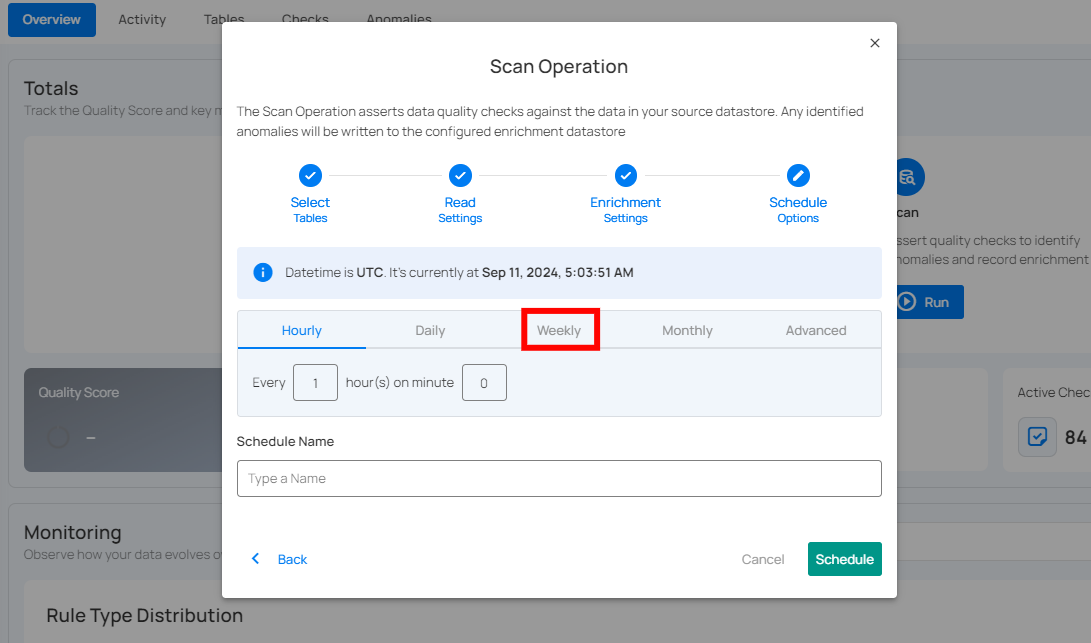 Overview Activity Tables Checks Anomalies
Totals
Track the Quality Score and key
Scan Operation
The Scan Operation asserts data quality checks against the data in your source datastore. Any identified
anomalies will be written to the configured enrichment datastore
Select
Tables
Read
Settings
Enrichment
Settings
Schedule
Options
Datetime is UTC. It's currently at Sep 11, 2024, 5:03:51 AM
Hourly Daily Weekly Monthly Advanced
Every 1 hour(s) on minute 0
Schedule Name
Type a Name
Back Cancel Schedule
can
ssert quality checks to identify
nomalies and record enrichment
Run
Quality Score
–
Active Chec
84
Monitoring
Observe how your data evolves
Rule Type Distribution